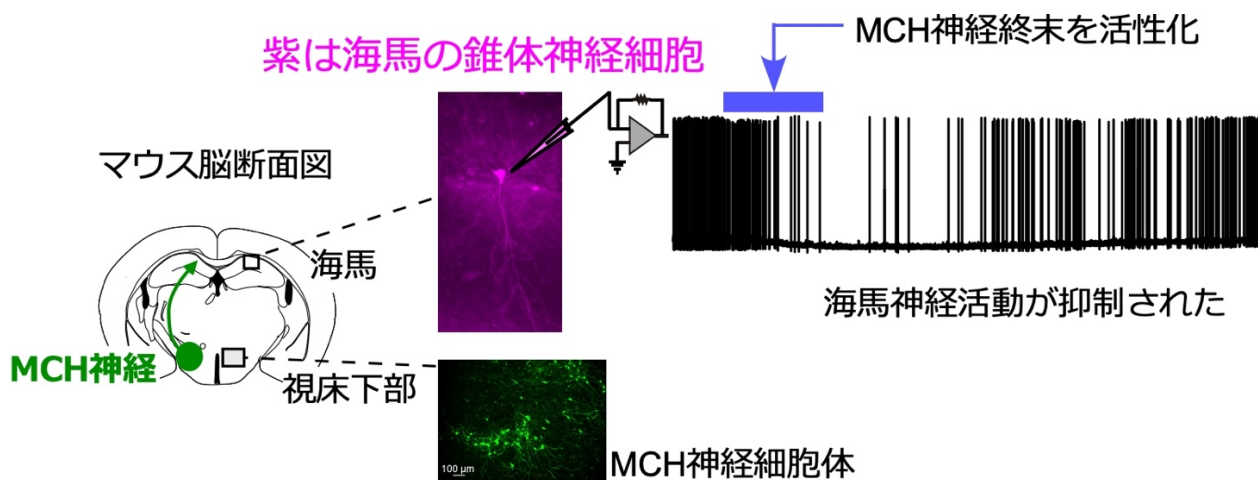 MCH神経終末を活性化
紫は海馬の錐体神経細胞
マウス脳断面図
海馬
海馬神経活動が抑制された
MCH神経
視床下部
100 μm
MCH神経細胞体